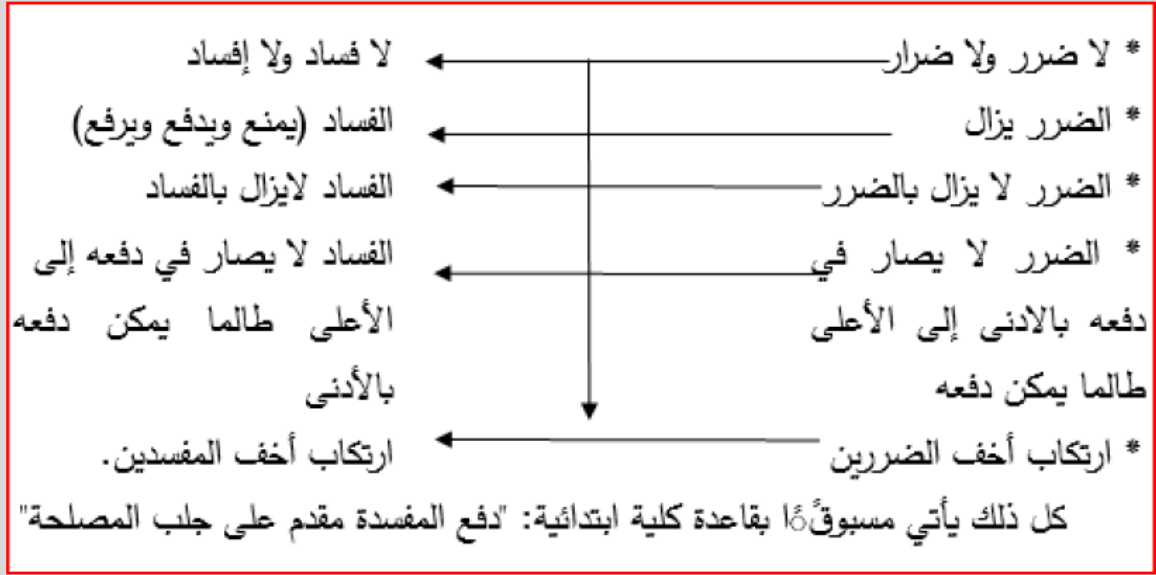 * لا ضرر ولا ضرار لا فساد ولا إفساد
* الضرر يزال الفساد (يمنع ويدفع ويرفع)
* الضرر لا يزال بالضرر الفساد لايزال بالفساد
* الضرر لا يصار في الفساد لا يصار في دفعه إلى
دفعه بالادنى إلى الأعلى الأعلى طالما يمكن دفعه
طالما يمكن دفعه بالأدنى
* ارتكاب أخف الضررين ارتكاب أخف المفسدين.
كل ذلك يأتي مسبوقًًا بقاعدة كلية ابتدائية: "دفع المفسدة مقدم على جلب المصلحة"